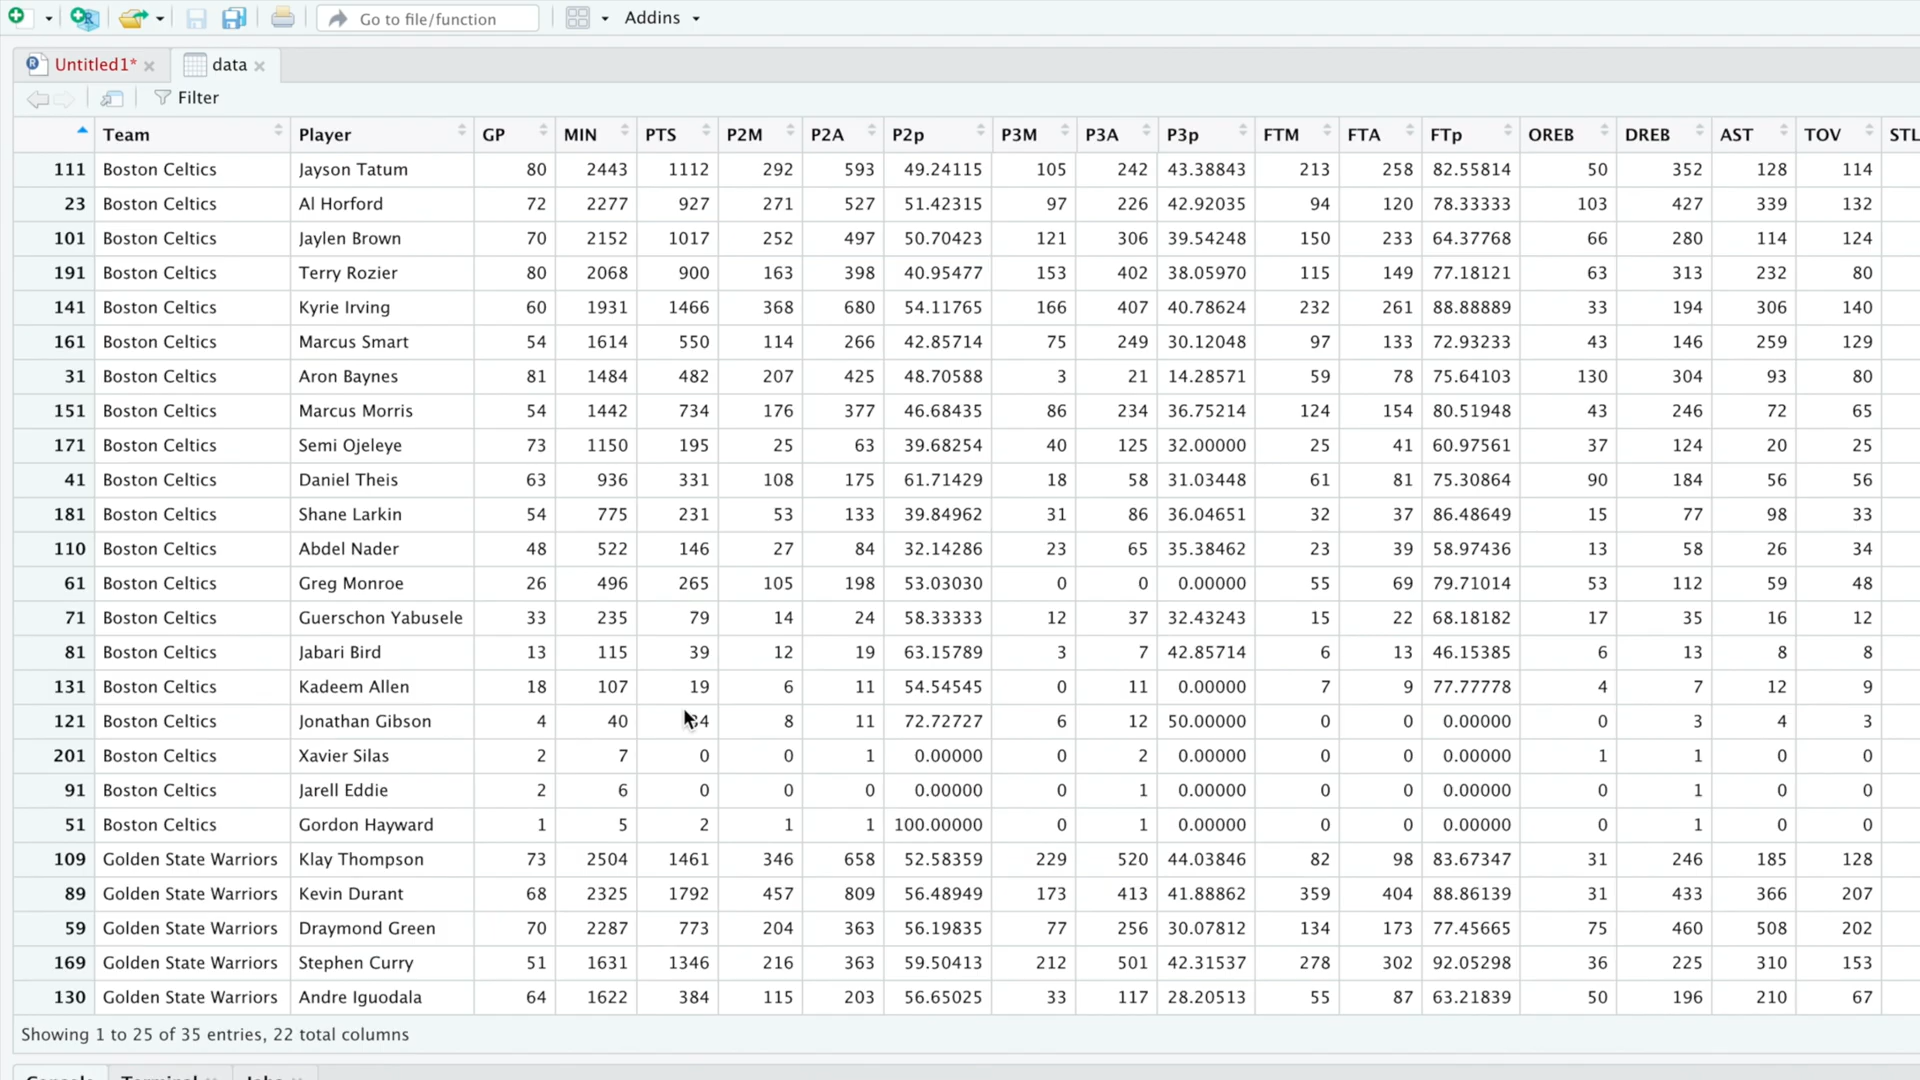 Go to file/function Addins
Untitled1* data
Filter
Team Player GP MIN PTS P2M P2A P2p P3M P3A P3p FTM FTA FTp OREB DREB AST TOV STL
111 Boston Celtics Jayson Tatum 80 2443 1112 292 593 49.24115 105 242 43.38843 213 258 82.55814 50 352 128 114
23 Boston Celtics Al Horford 72 2277 927 271 527 51.42315 97 226 42.92035 94 120 78.33333 103 427 339 132
101 Boston Celtics Jaylen Brown 70 2152 1017 252 497 50.70423 121 306 39.54248 150 233 64.37768 66 280 114 124
191 Boston Celtics Terry Rozier 80 2068 900 163 398 40.95477 153 402 38.05970 115 149 77.18121 63 313 232 80
141 Boston Celtics Kyrie Irving 60 1931 1466 368 680 54.11765 166 407 40.78624 232 261 88.88889 33 194 306 140
161 Boston Celtics Marcus Smart 54 1614 550 114 266 42.85714 75 249 30.12048 97 133 72.93233 43 146 259 129
31 Boston Celtics Aron Baynes 81 1484 482 207 425 48.70588 3 21 14.28571 59 78 75.64103 130 304 93 80
151 Boston Celtics Marcus Morris 54 1442 734 176 377 46.68435 86 234 36.75214 124 154 80.51948 43 246 72 65
171 Boston Celtics Semi Ojeleye 73 1150 195 25 63 39.68254 40 125 32.00000 25 41 60.97561 37 124 20 25
41 Boston Celtics Daniel Theis 63 936 331 108 175 61.71429 18 58 31.03448 61 81 75.30864 90 184 56 56
181 Boston Celtics Shane Larkin 54 775 231 53 133 39.84962 31 86 36.04651 32 37 86.48649 15 77 98 33
110 Boston Celtics Abdel Nader 48 522 146 27 84 32.14286 23 65 35.38462 23 39 58.97436 13 58 26 34
61 Boston Celtics Greg Monroe 26 496 265 105 198 53.03030 0 0 0.00000 55 69 79.71014 53 112 59 48
71 Boston Celtics Guerschon Yabusele 33 235 79 14 24 58.33333 12 37 32.43243 15 22 68.18182 17 35 16 12
81 Boston Celtics Jabari Bird 13 115 39 12 19 63.15789 3 7 42.85714 6 13 46.15385 6 13 8 8
131 Boston Celtics Kadeem Allen 18 107 19 6 11 54.54545 0 11 0.00000 7 9 77.77778 4 7 12 9
121 Boston Celtics Jonathan Gibson 4 40 34 8 11 72.72727 6 12 50.00000 0 0 0.00000 0 3 4 3
201 Boston Celtics Xavier Silas 2 7 0 0 1 0.00000 0 2 0.00000 0 0 0.00000 1 1 0 0
91 Boston Celtics Jarell Eddie 2 6 0 0 0 0.00000 0 1 0.00000 0 0 0.00000 0 1 0 0
51 Boston Celtics Gordon Hayward 1 5 2 1 1 100.00000 0 1 0.00000 0 0 0.00000 0 1 0 0
109 Golden State Warriors Klay Thompson 73 2504 1461 346 658 52.58359 229 520 44.03846 82 98 83.67347 31 246 185 128
89 Golden State Warriors Kevin Durant 68 2325 1792 457 809 56.48949 173 413 41.88862 359 404 88.86139 31 433 366 207
59 Golden State Warriors Draymond Green 70 2287 773 204 363 56.19835 77 256 30.07812 134 173 77.45665 75 460 508 202
169 Golden State Warriors Stephen Curry 51 1631 1346 216 363 59.50413 212 501 42.31537 278 302 92.05298 36 225 310 153
130 Golden State Warriors Andre Iguodala 64 1622 384 115 203 56.65025 33 117 28.20513 55 87 63.21839 50 196 210 67
Showing 1 to 25 of 35 entries, 22 total columns
Console Terminal Jobs